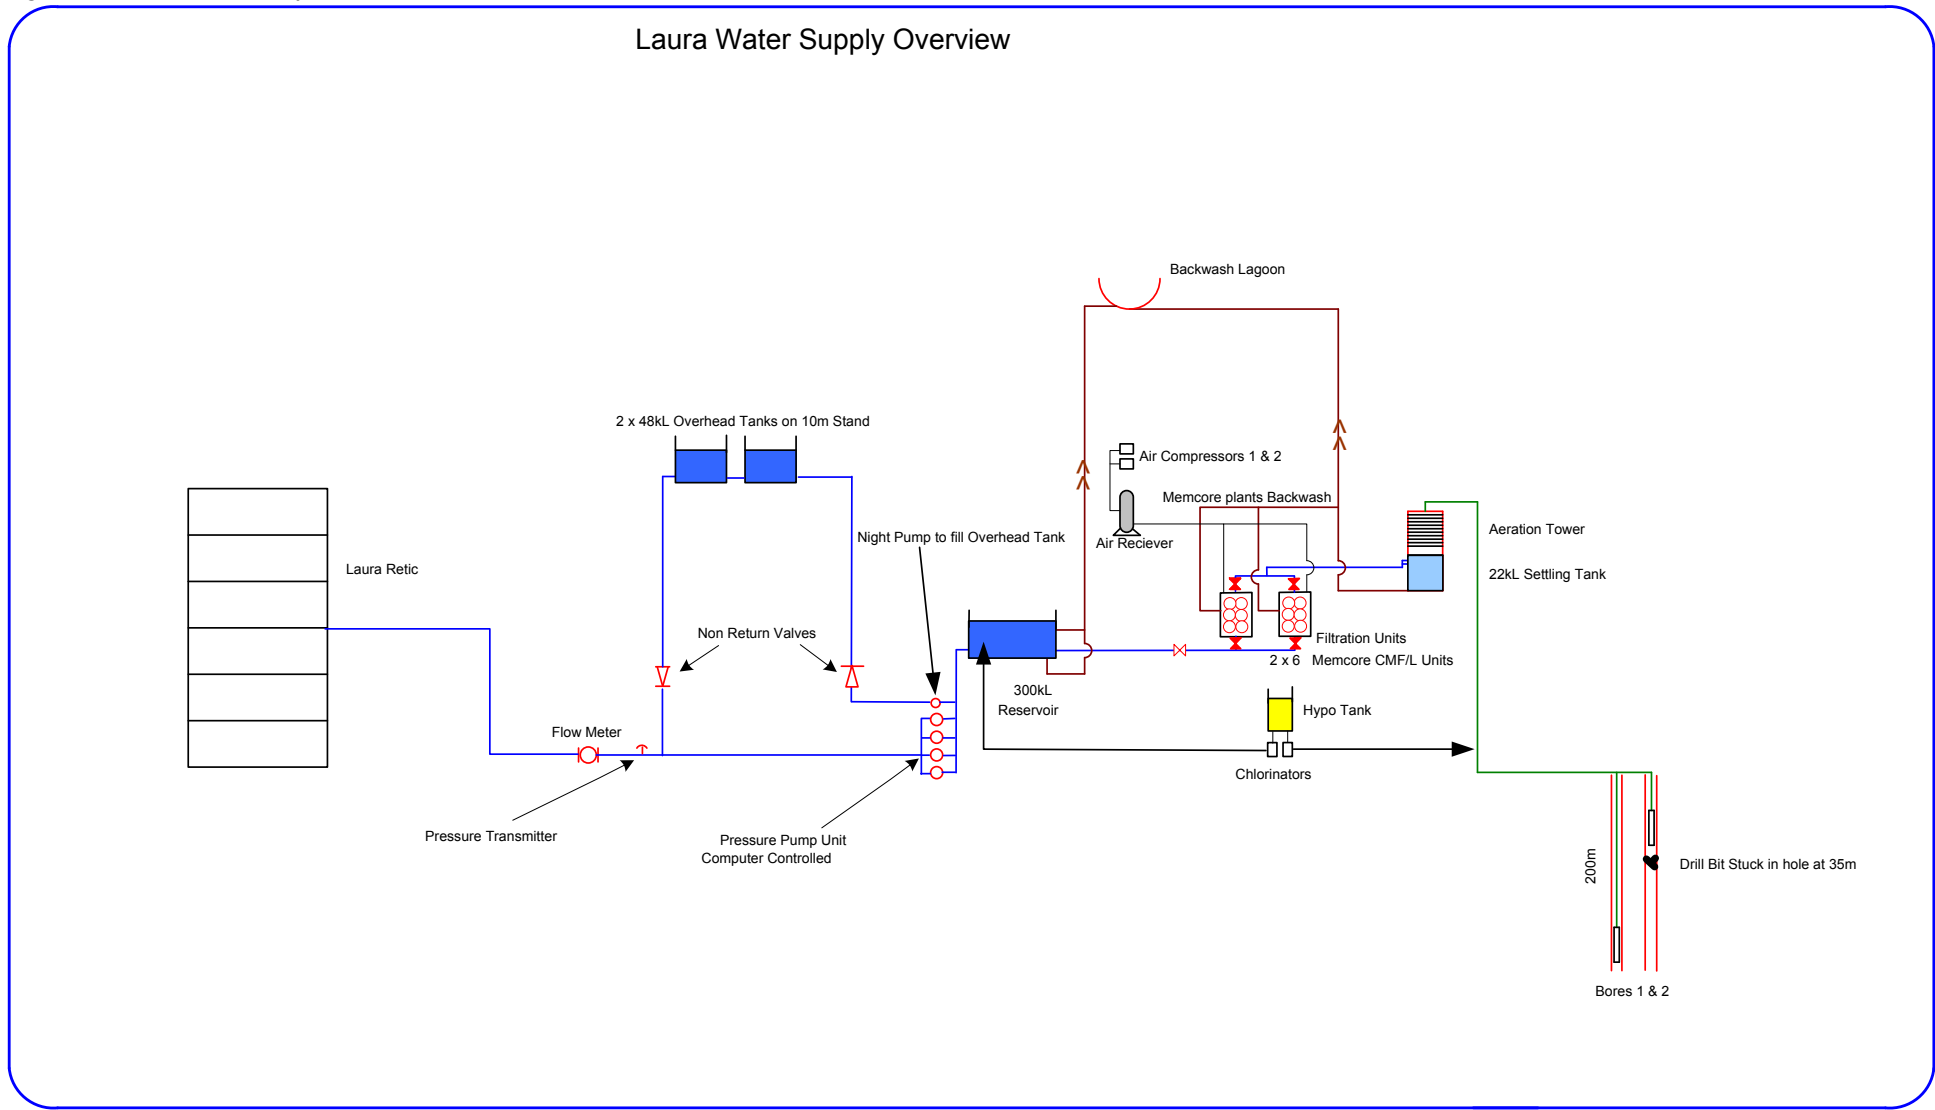 Laura Water Supply Overview
Backwash Lagoon
2 x 48kL Overhead Tanks on 10m Stand
Air Compressors 1 & 2
Memcore plants Backwash
Night Pump to fill Overhead Tank
Air Reciever
Aeration Tower
Laura Retic
22kL Settling Tank
Non Return Valves
Filtration Units
2 x 6 Memcore CMF/L Units
300kL
Reservoir
Hypo Tank
Flow Meter
Chlorinators
Pressure Transmitter
Pressure Pump Unit
Computer Controlled
200m
Drill Bit Stuck in hole at 35m
Bores 1 & 2